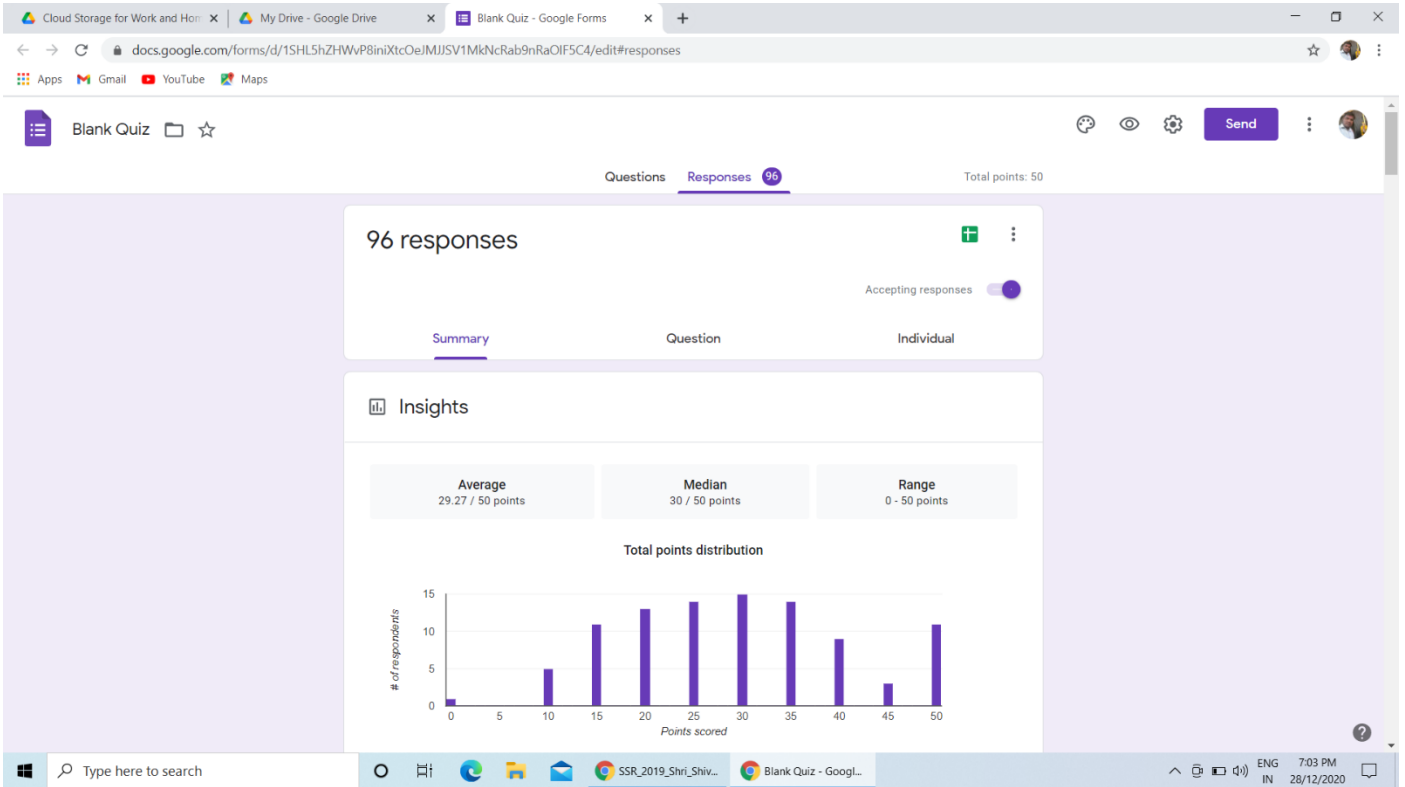 Cloud Storage for Work and Hom
My Drive - Google Drive
Blank Quiz - Google Forms
docs.google.com/forms/d/1SHL5hZHWvP8iniXtcOeJMJJSV1MkNcRab9nRaOlF5C4/edit#responses
Apps Gmail YouTube Maps
Blank Quiz
Send
Questions Responses 96 Total points: 50
96 responses
Accepting responses
Summary Question Individual
Insights
Average Median Range
29.27 / 50 points 30 / 50 points 0 - 50 points
Total points distribution
15
10
5
0
# of respondents
0 5 10 15 20 25 30 35 40 45 50
Points scored
Type here to search
SSR_2019_Shri_Shiv...
Blank Quiz - Googl...
ENG 7:03 PM
IN 28/12/2020